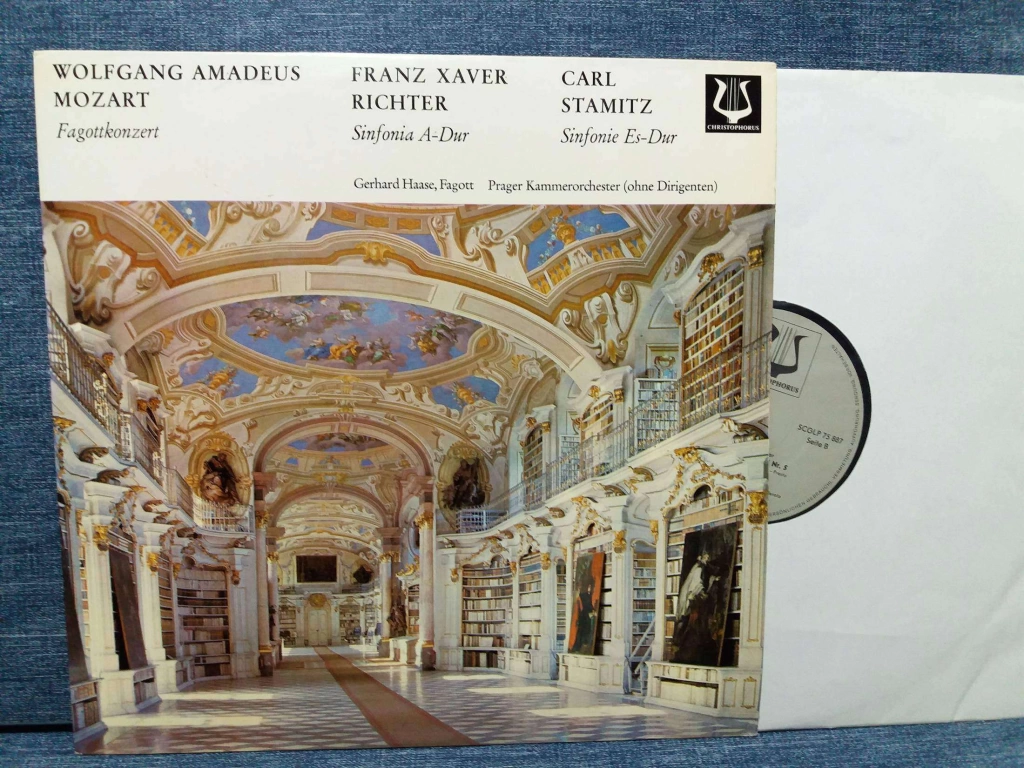 WOLFGANG AMADEUS
MOZART
Fagottkonzert
FRANZ XAVER
RICHTER
Sinfonia A-Dur
CARL
STAMITZ
Sinfonie Es-Dur
CHRISTOPHORUS
Gerhard Haase, Fagott Prager Kammerorchester (ohne Dirigenten)
SCGLP 75 887
Seite B
Nr. 5